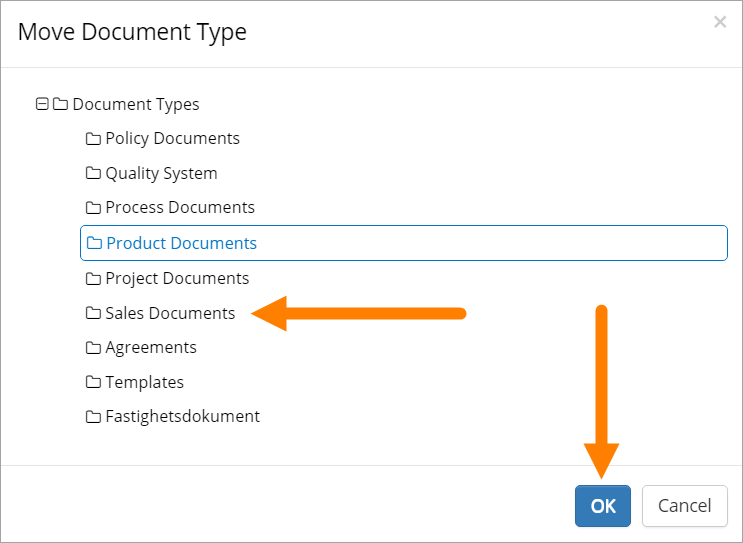 Move Document Type
Document Types
Policy Documents
Quality System
Process Documents
Product Documents
Project Documents
Sales Documents
Agreements
Templates
Fastighetsdokument
OK
Cancel